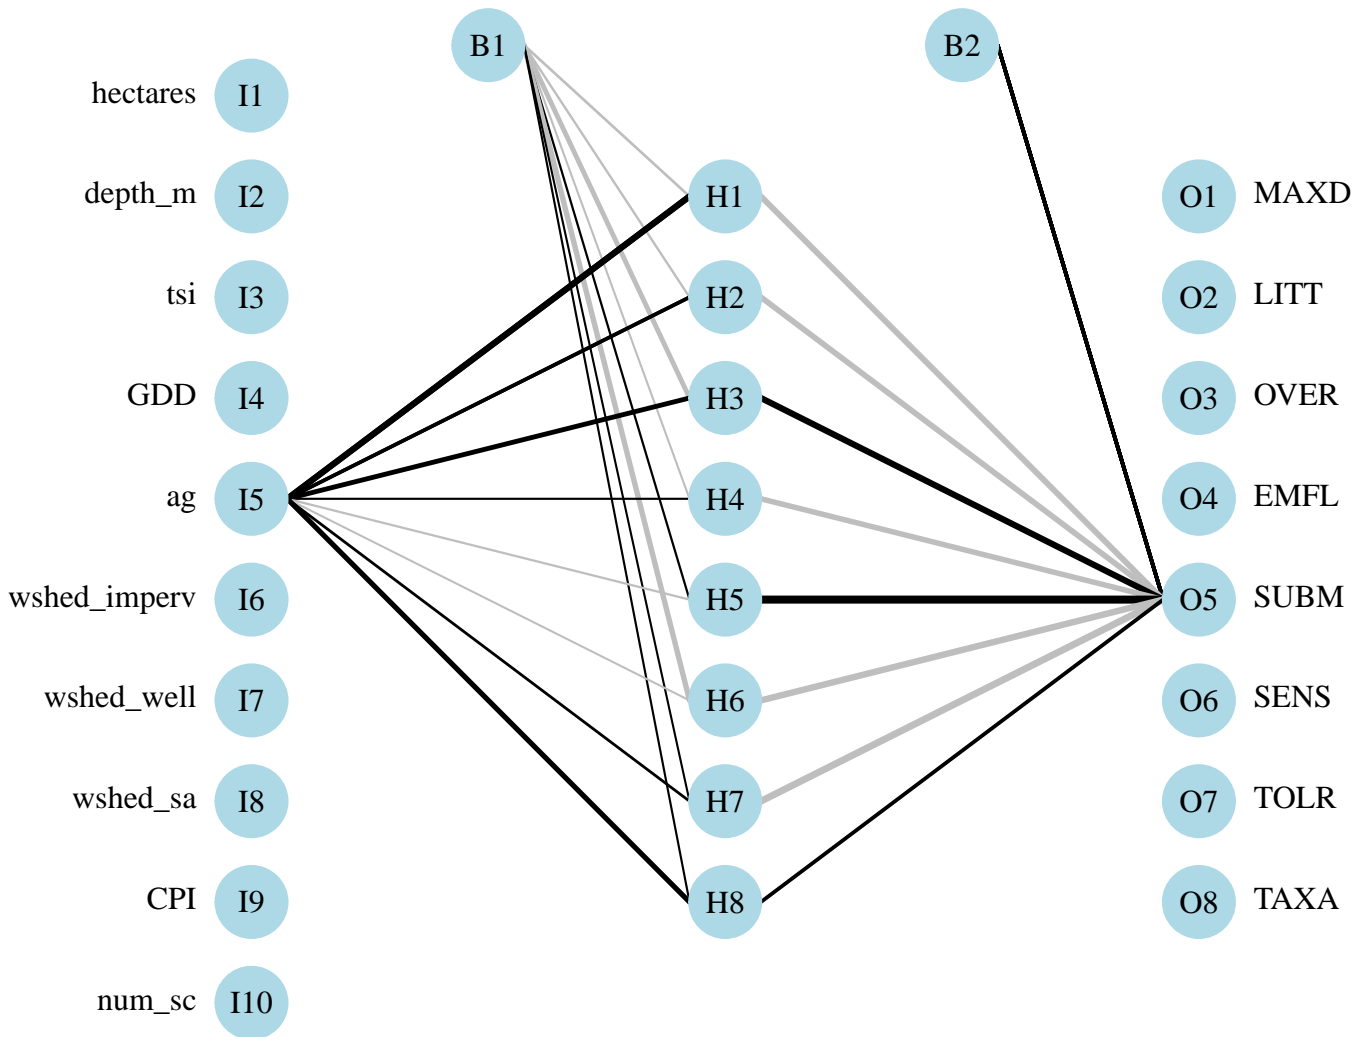 B1 B2
hectares I1
depth_m I2 H1 O1 MAXD
tsi I3 H2 O2 LITT
GDD I4 H3 O3 OVER
ag I5 H4 O4 EMFL
wshed_imperv I6 H5 O5 SUBM
wshed_well I7 H6 O6 SENS
wshed_sa I8 H7 O7 TOLR
CPI I9 H8 O8 TAXA
num_sc I10